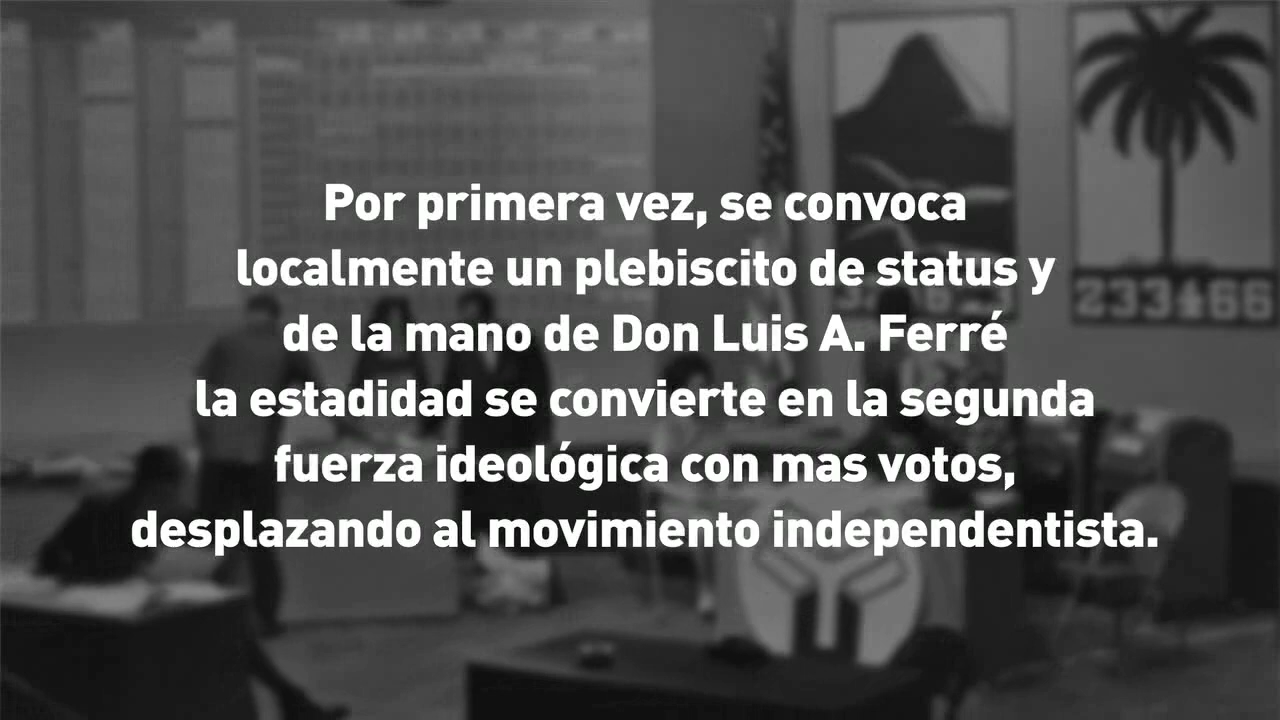 Por primera vez, se convoca
localmente un plebiscito de status y
de la mano de Don Luis A. Ferré
la estadidad se convierte en la segunda
fuerza ideológica con mas votos,
desplazando al movimiento independentista.
233466